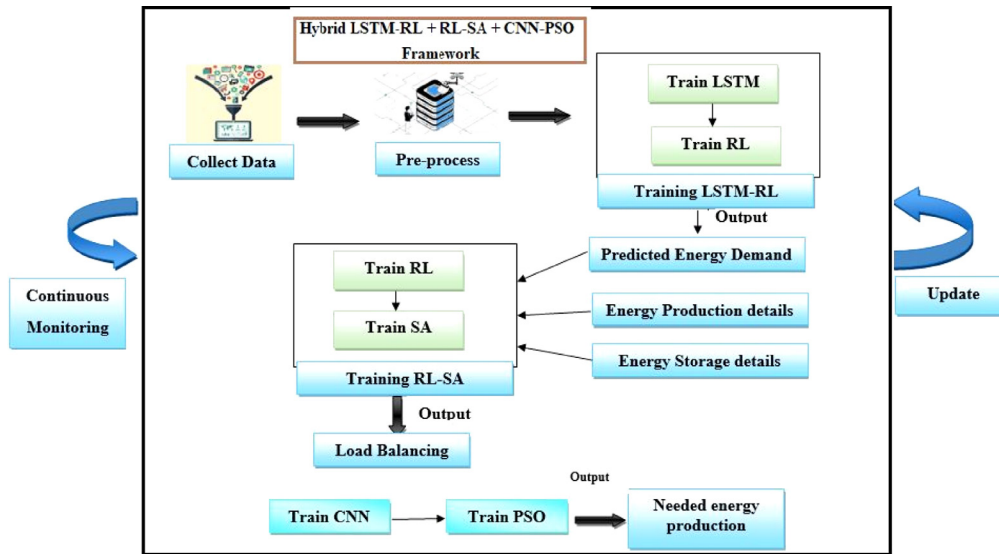 Hybrid LSTM-RL + RL-SA + CNN-PSO
Framework
Collect Data
Pre-process
Train LSTM
Train RL
Training LSTM-RL
Output
Predicted Energy Demand
Energy Production details
Energy Storage details
Train RL
Train SA
Training RL-SA
Output
Load Balancing
Continuous
Monitoring
Update
Train CNN
Train PSO
Output
Needed energy
production